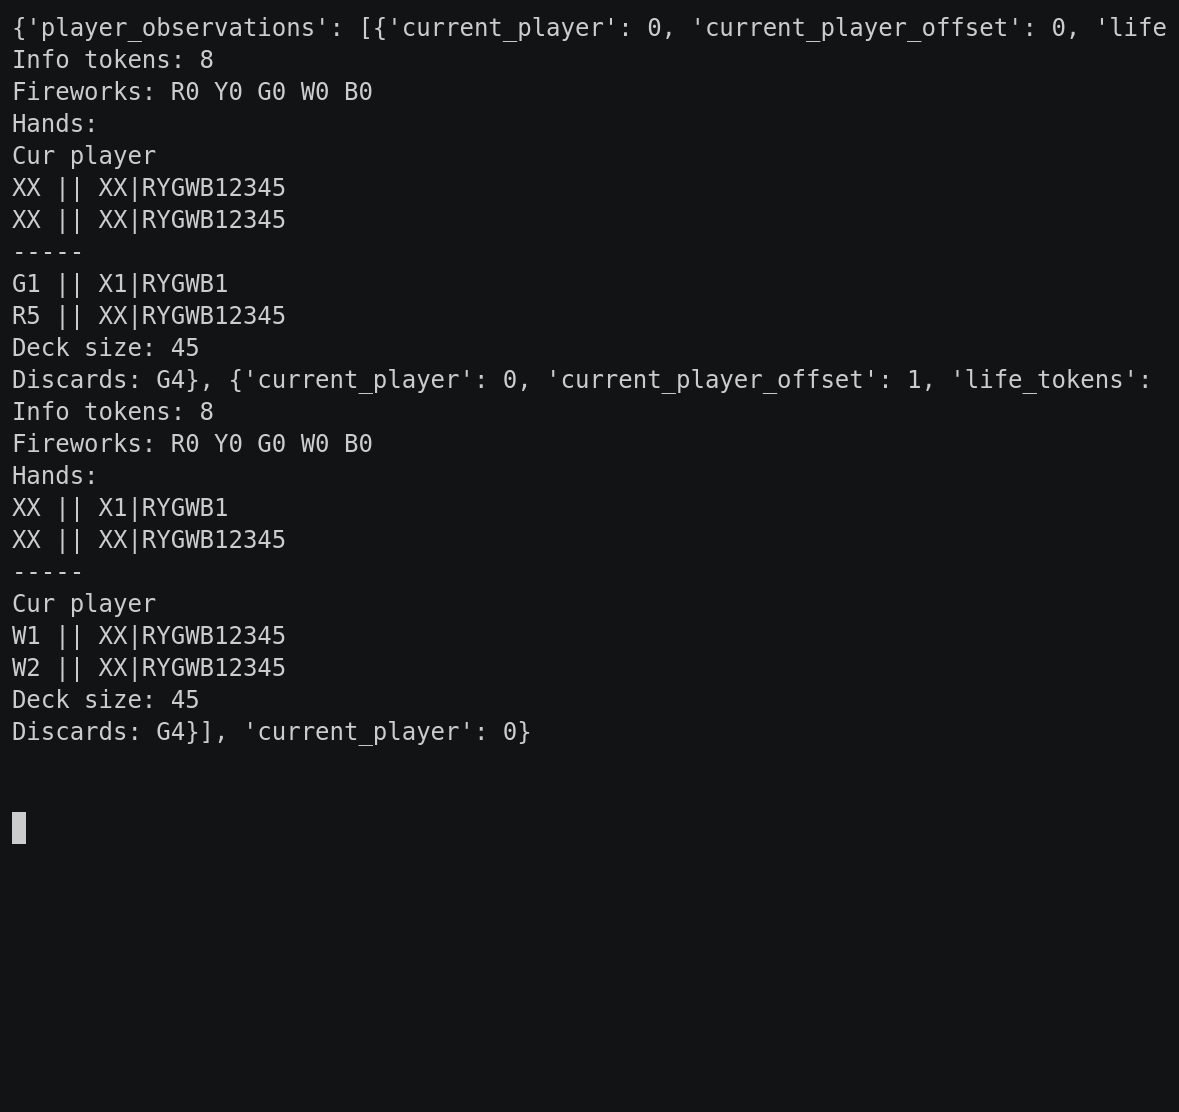 {'player_observations': [{'current_player': 0, 'current_player_offset': 0, 'life
Info tokens: 8
Fireworks: R0 Y0 G0 W0 B0
Hands:
Cur player
XX || XX|RYGWB12345
XX || XX|RYGWB12345
-----
G1 || X1|RYGWB1
R5 || XX|RYGWB12345
Deck size: 45
Discards: G4}, {'current_player': 0, 'current_player_offset': 1, 'life_tokens':
Info tokens: 8
Fireworks: R0 Y0 G0 W0 B0
Hands:
XX || X1|RYGWB1
XX || XX|RYGWB12345
-----
Cur player
W1 || XX|RYGWB12345
W2 || XX|RYGWB12345
Deck size: 45
Discards: G4}], 'current_player': 0}